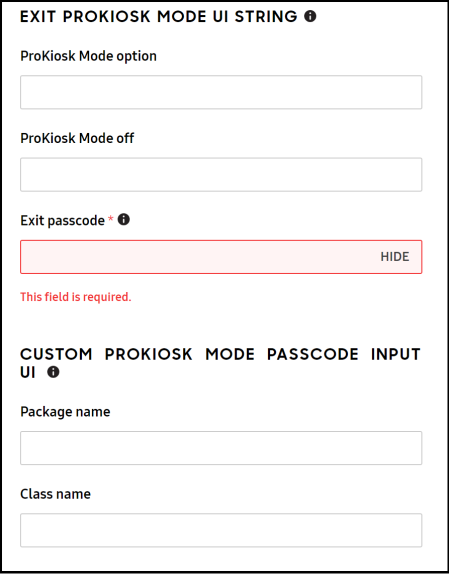 EXIT PROKIOSK MODE UI STRING
ProKiosk Mode option
ProKiosk Mode off
Exit passcode *
HIDE
This field is required.
CUSTOM PROKIOSK MODE PASSCODE INPUT
UI
Package name
Class name